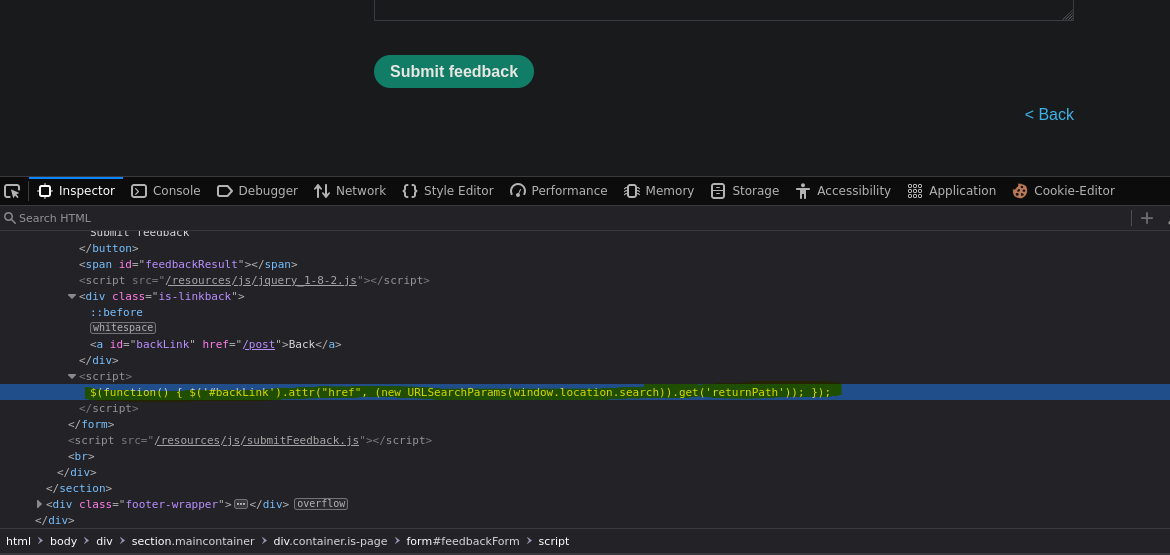 Submit feedback
< Back
Inspector Console Debugger Network Style Editor Performance Memory Storage Accessibility Application Cookie-Editor
Search HTML
Submit feedback
</button>
<span id="feedbackResult"></span>
<script src="/resources/js/jquery_1-8-2.js"></script>
<div class="is-linkback">
::before
whitespace
<a id="backLink" href="/post">Back</a>
</div>
<script>
$(function() { $('#backLink').attr("href", (new URLSearchParams(window.location.search)).get('returnPath')); });
</script>
</form>
<script src="/resources/js/submitFeedback.js"></script>
<br>
</div>
</section>
<div class="footer-wrapper"></div> overflow
</div>
html > body > div > section.maincontainer > div.container.is-page > form#feedbackForm > script